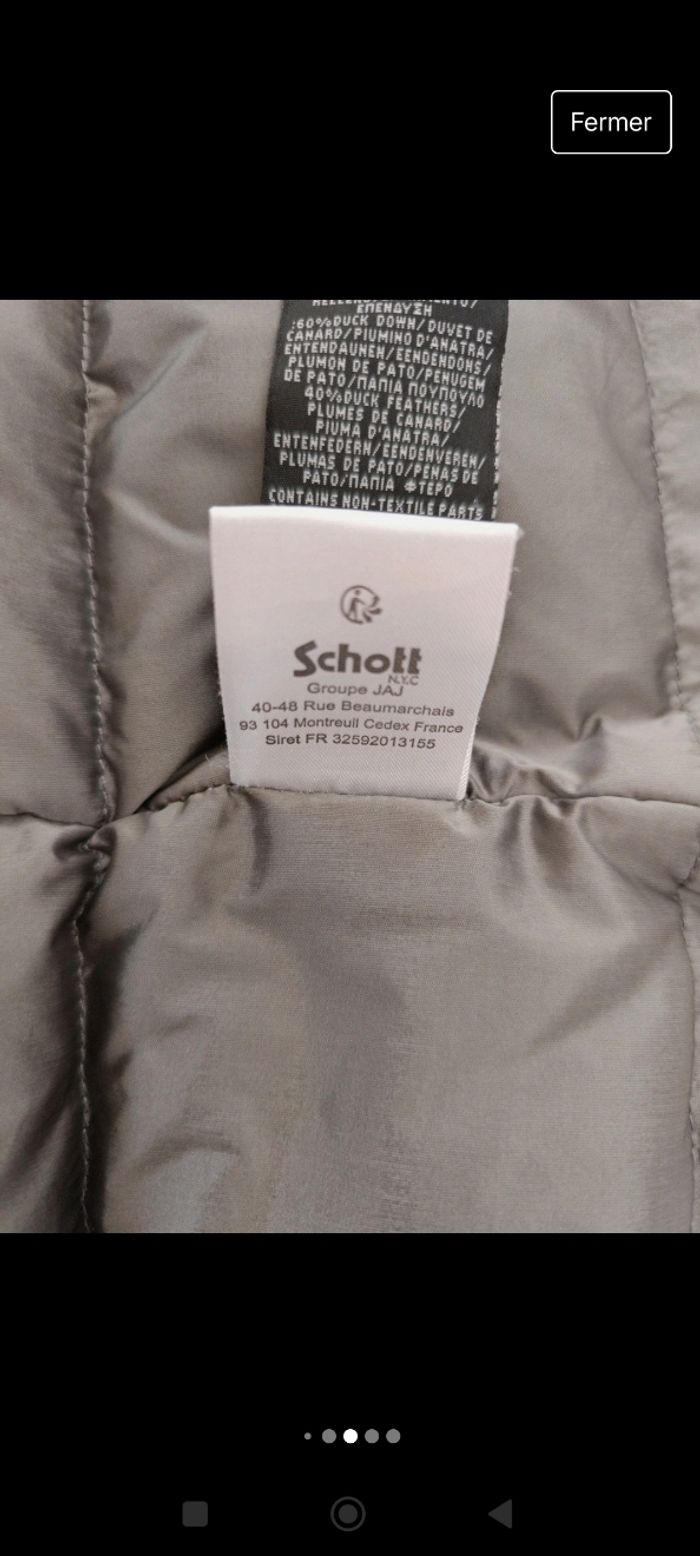 Fermer
ΕΠΕΝΔΥΣΗ
:60%DUCK DOWN/DUVET DE
CANARD/PIUMINO D'ANATRA/
ENTENDAUNEN/EENDENDONS/
PLUMON DE PATO/PENUGEM
DE PATO/ΠΑΠΙΑ ΠΟΥΠΟΥΛΟ
40%DUCK FEATHERS/
PLUMES DE CANARD/
PIUMA D'ANATRA/
ENTENFEDERN/EENDENVEREN/
PLUMAS DE PATO/PENAS DE
PATO/ΠΑΠΙΑ ΦΤΕΡΟ
CONTAINS NON-TEXTILE PARTS
Schott
N.Y.C
Groupe JAJ
40-48 Rue Beaumarchais
93 104 Montreuil Cedex France
Siret FR 32592013155